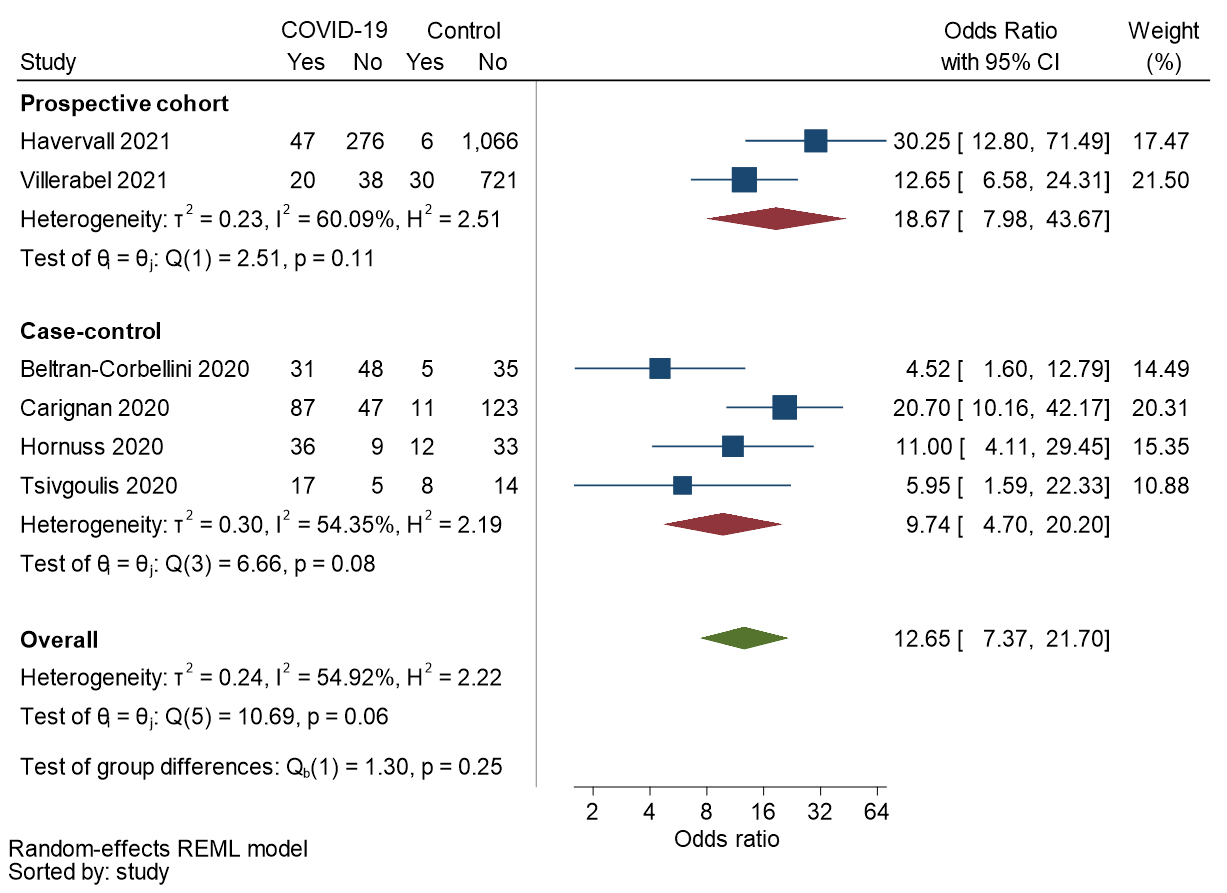 COVID-19 Control Odds Ratio Weight
Study Yes No Yes No with 95% CI (%)
Prospective cohort
Havervall 2021 47 276 6 1,066 30.25 [ 12.80, 71.49] 17.47
Villerabel 2021 20 38 30 721 12.65 [ 6.58, 24.31] 21.50
Heterogeneity: τ² = 0.23, I² = 60.09%, H² = 2.51 18.67 [ 7.98, 43.67]
Test of θᵢ = θⱼ: Q(1) = 2.51, p = 0.11
Case-control
Beltran-Corbellini 2020 31 48 5 35 4.52 [ 1.60, 12.79] 14.49
Carignan 2020 87 47 11 123 20.70 [ 10.16, 42.17] 20.31
Hornuss 2020 36 9 12 33 11.00 [ 4.11, 29.45] 15.35
Tsivgoulis 2020 17 5 8 14 5.95 [ 1.59, 22.33] 10.88
Heterogeneity: τ² = 0.30, I² = 54.35%, H² = 2.19 9.74 [ 4.70, 20.20]
Test of θᵢ = θⱼ: Q(3) = 6.66, p = 0.08
Overall 12.65 [ 7.37, 21.70]
Heterogeneity: τ² = 0.24, I² = 54.92%, H² = 2.22
Test of θᵢ = θⱼ: Q(5) = 10.69, p = 0.06
Test of group differences: Q_b(1) = 1.30, p = 0.25
2 4 8 16 32 64
Odds ratio
Random-effects REML model
Sorted by: study